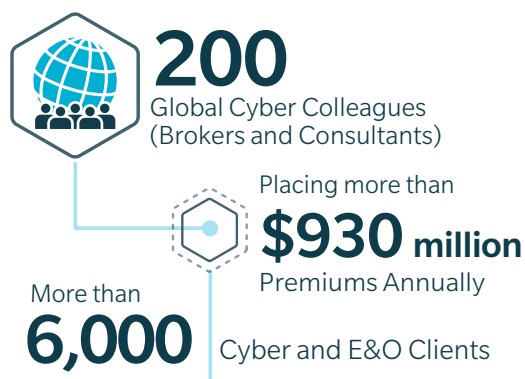 200
Global Cyber Colleagues
(Brokers and Consultants)
Placing more than
$930 million
Premiums Annually
More than
6,000 Cyber and E&O Clients